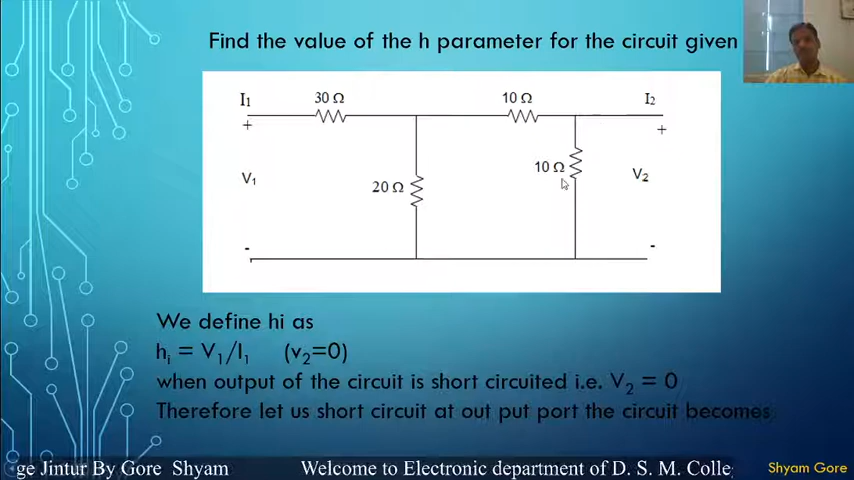 Find the value of the h parameter for the circuit given
I1 30 Ω 10 Ω I2
+ +
10 Ω
V1 20 Ω V2
- -
We define hi as
hi = V1/I1 (v2=0)
when output of the circuit is short circuited i.e. V2 = 0
Therefore let us short circuit at out put port the circuit becomes
ge Jintur By Gore Shyam Welcome to Electronic department of D. S. M. Colle
Shyam Gore